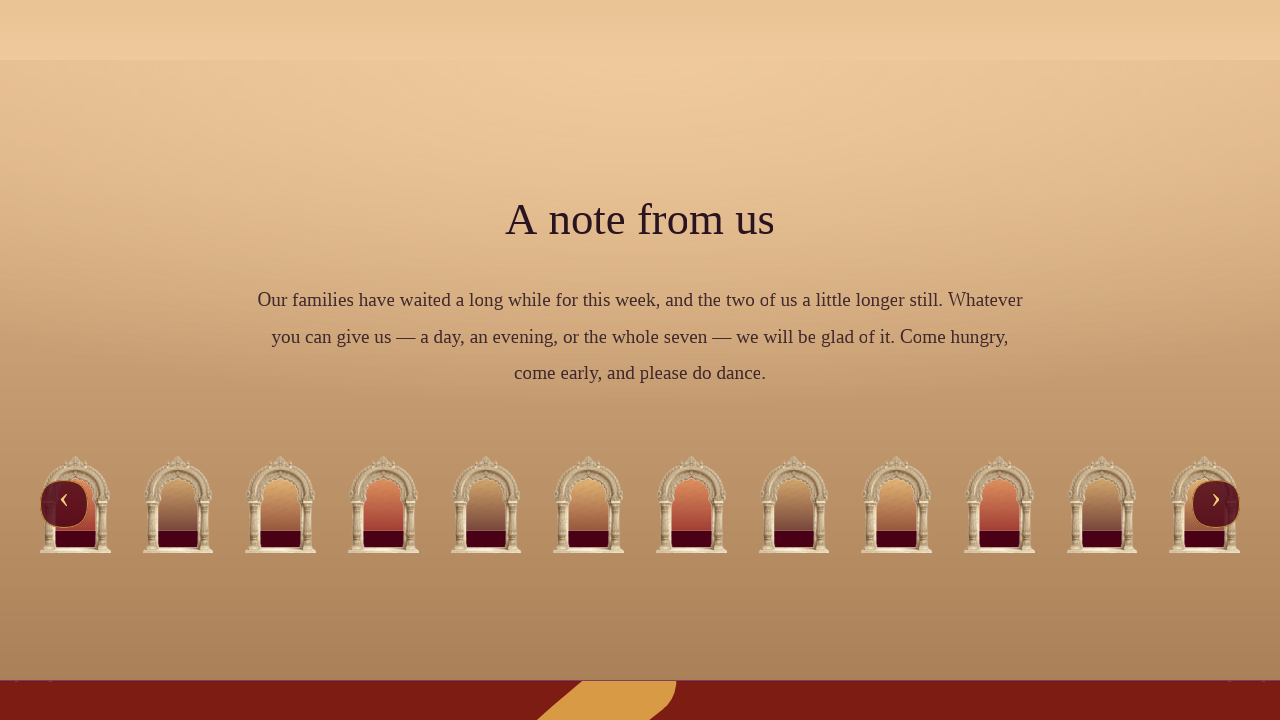 A note from us
Our families have waited a long while for this week, and the two of us a little longer still. Whatever
you can give us — a day, an evening, or the whole seven — we will be glad of it. Come hungry,
come early, and please do dance.